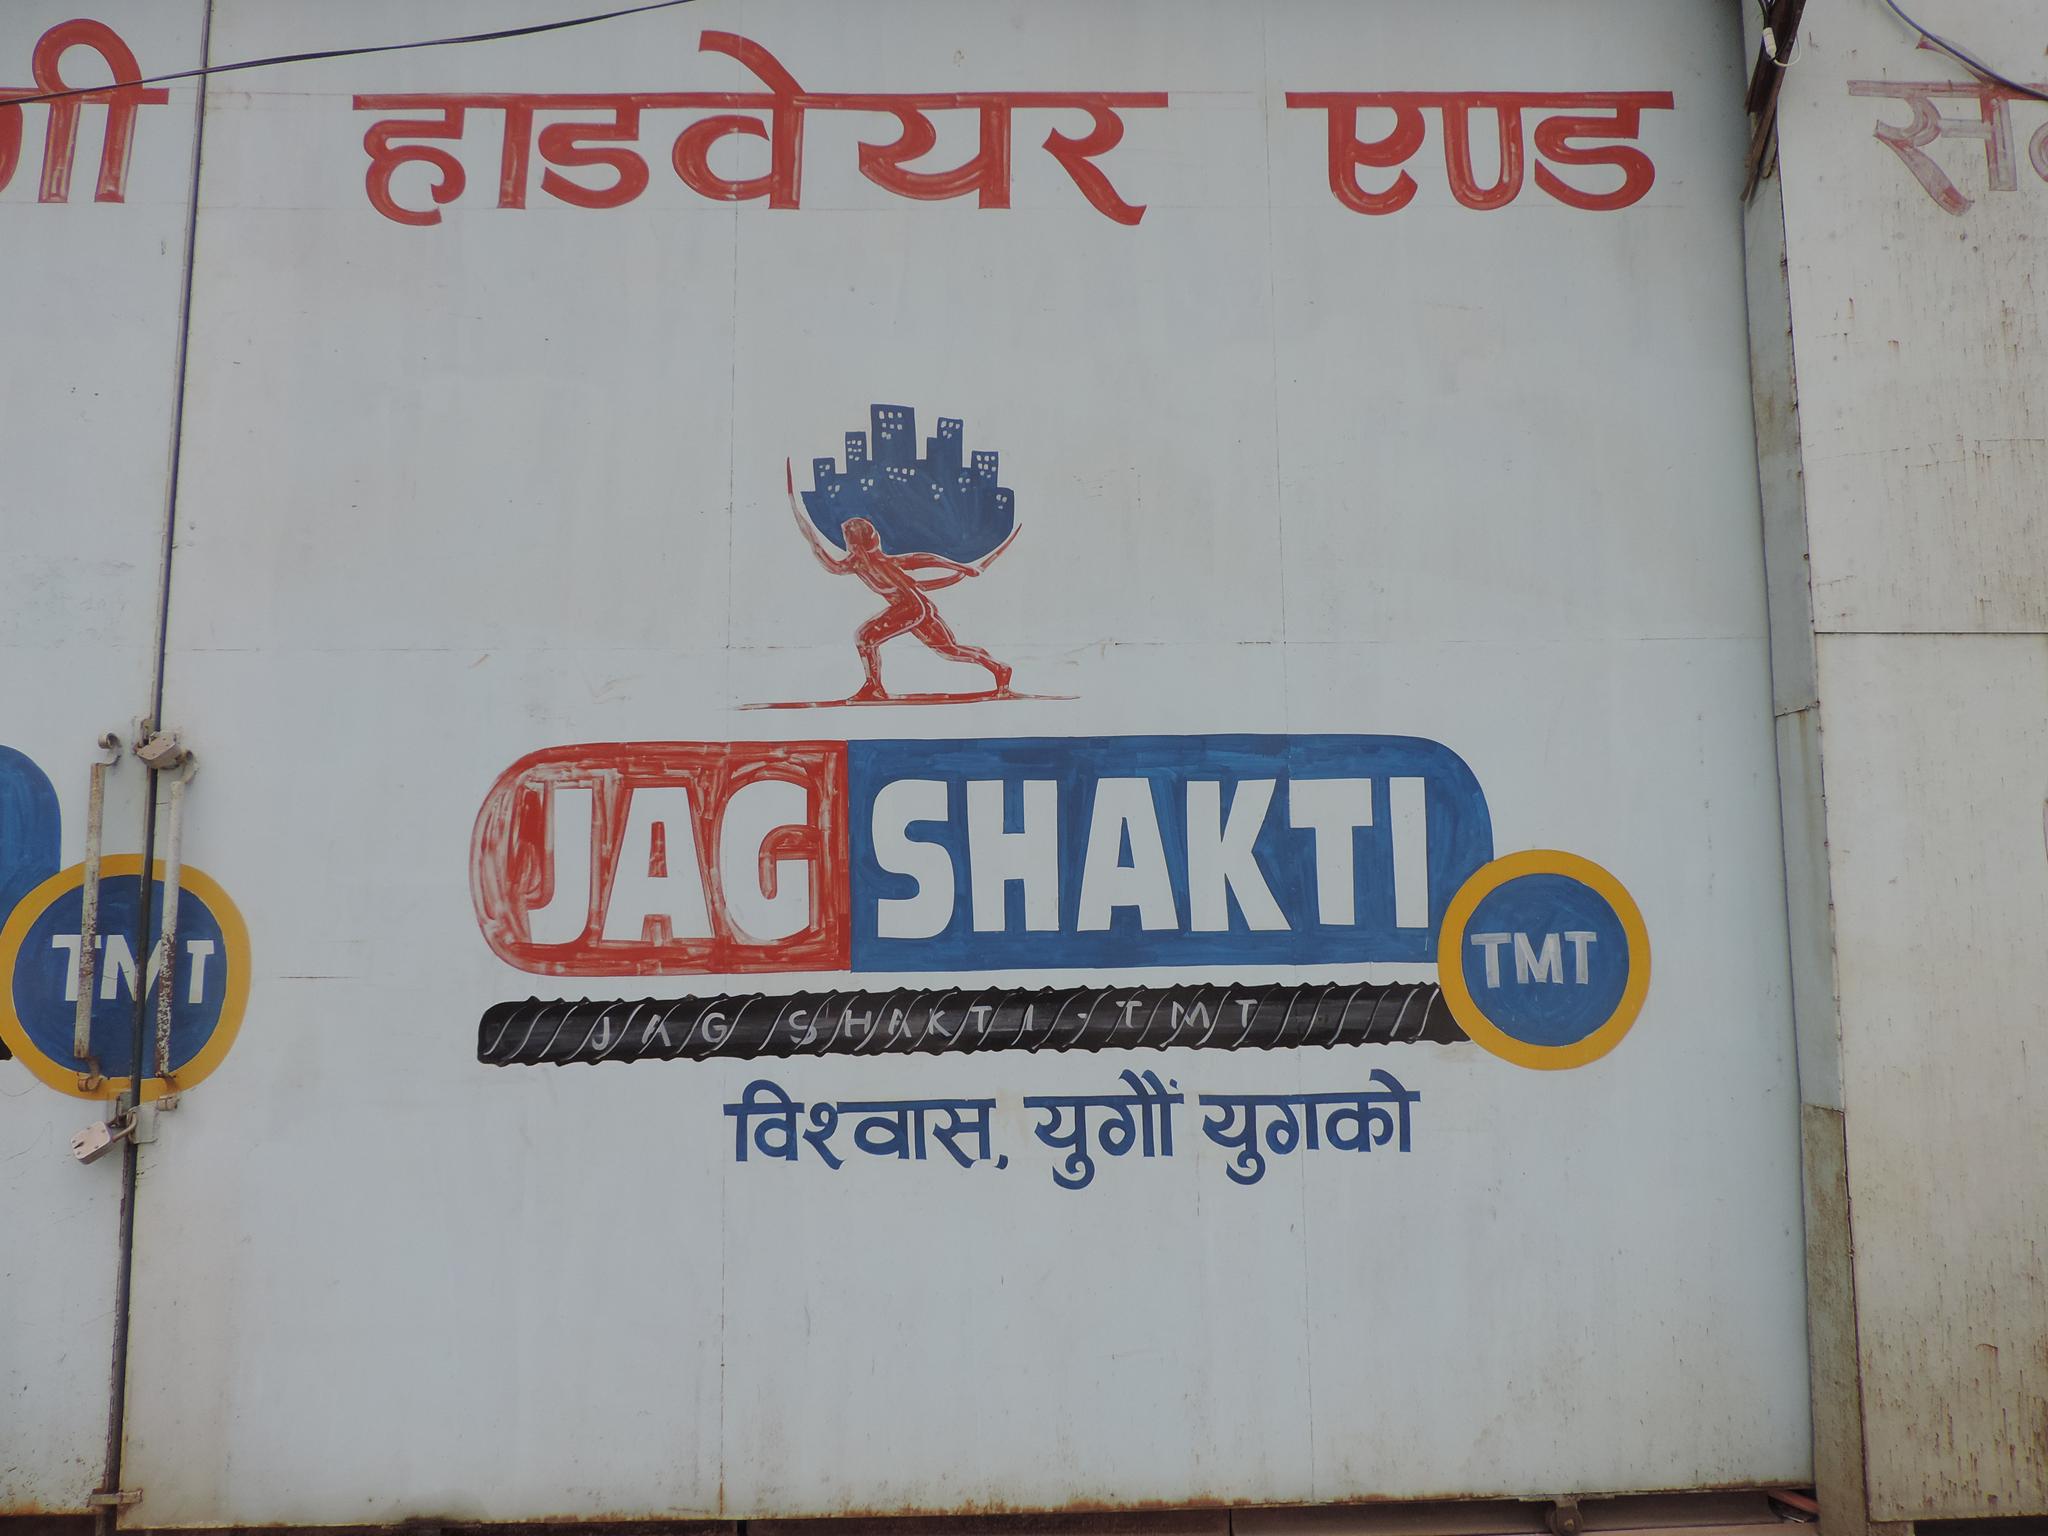 हाडवेयर एण्ड
JAG SHAKTI
TMT
TMT
JAG SHAKTI-TMT
विश्वास, युगौं युगको